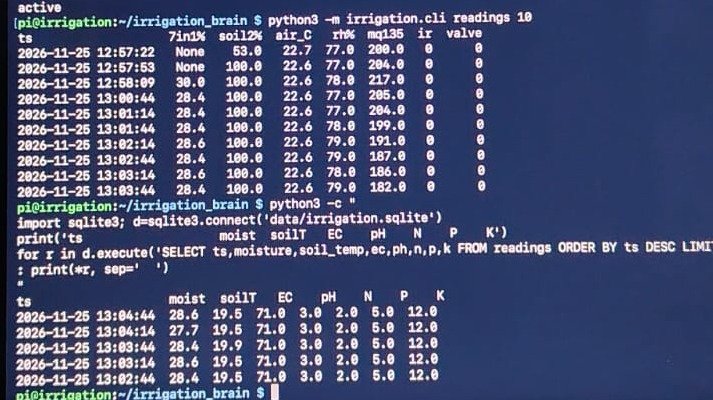 active
pi@irrigation:~/irrigation_brain $ python3 -m irrigation.cli readings 10
ts 7in1% soil2% air_C rh% mq135 ir valve
2026-11-25 12:57:22 None 53.0 22.7 77.0 200.0 0 0
2026-11-25 12:57:53 None 100.0 22.6 77.0 204.0 0 0
2026-11-25 12:58:09 30.0 100.0 22.6 78.0 217.0 0 0
2026-11-25 13:00:44 28.4 100.0 22.6 77.0 205.0 0 0
2026-11-25 13:01:14 28.4 100.0 22.6 77.0 204.0 0 0
2026-11-25 13:01:44 28.4 100.0 22.6 78.0 199.0 0 0
2026-11-25 13:02:14 28.6 100.0 22.6 79.0 191.0 0 0
2026-11-25 13:02:44 28.4 100.0 22.6 79.0 187.0 0 0
2026-11-25 13:03:14 28.6 100.0 22.6 78.0 186.0 0 0
2026-11-25 13:03:44 28.4 100.0 22.6 79.0 182.0 0 0
pi@irrigation:~/irrigation_brain $ python3 -c "
import sqlite3; d=sqlite3.connect('data/irrigation.sqlite')
print('ts moist soilT EC pH N P K')
for r in d.execute('SELECT ts,moisture,soil_temp,ec,ph,n,p,k FROM readings ORDER BY ts DESC LIMI
: print(*r, sep=' ')
"
ts moist soilT EC pH N P K
2026-11-25 13:04:44 28.6 19.5 71.0 3.0 2.0 5.0 12.0
2026-11-25 13:04:14 27.7 19.5 71.0 3.0 2.0 5.0 12.0
2026-11-25 13:03:44 28.4 19.9 71.0 3.0 2.0 5.0 12.0
2026-11-25 13:03:14 28.6 19.5 71.0 3.0 2.0 5.0 12.0
2026-11-25 13:02:44 28.4 19.5 71.0 3.0 2.0 5.0 12.0
pi@irrigation:~/irrigation_brain $